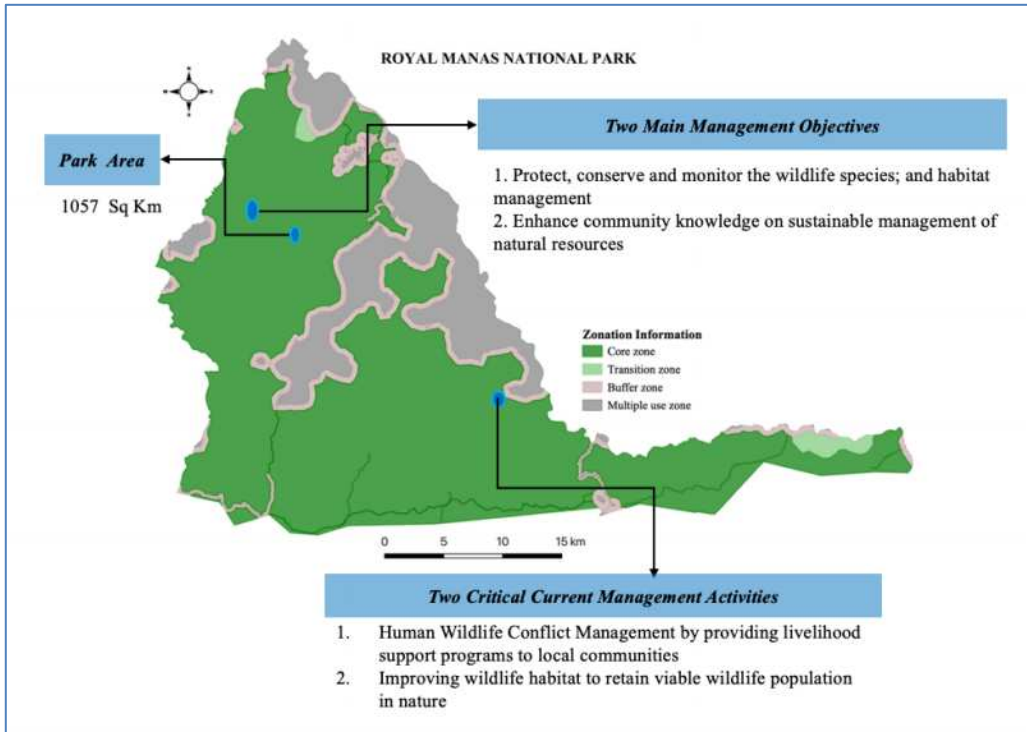 ROYAL MANAS NATIONAL PARK
N
W
E
S
Two Main Management Objectives
Park Area
1. Protect, conserve and monitor the wildlife species; and habitat
management
2. Enhance community knowledge on sustainable management of
natural resources
1057 Sq Km
Zonation Information
Core zone
Transition zone
Buffer zone
Multiple use zone
0 5 10 15 km
Two Critical Current Management Activities
1. Human Wildlife Conflict Management by providing livelihood
support programs to local communities
2. Improving wildlife habitat to retain viable wildlife population
in nature